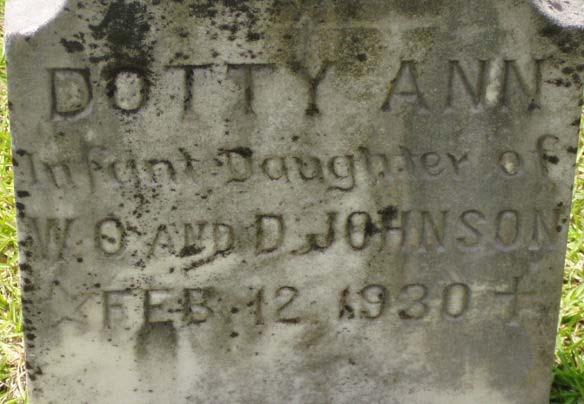 DOTTY ANN
Infant Daughter of
W. O AND D. JOHNSON
FEB. 12 1930